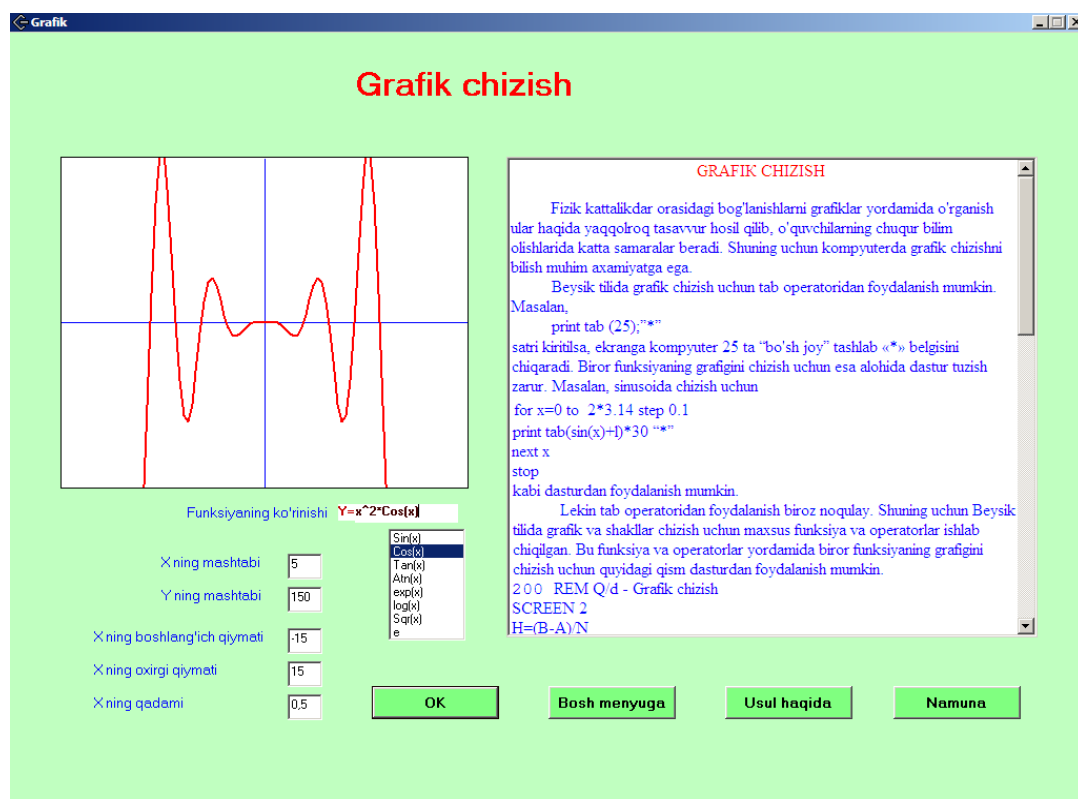 Grafik
Grafik chizish
GRAFIK CHIZISH
Fizik kattalikdar orasidagi bog'lanishlarni grafiklar yordamida o'rganish
ular haqida yaqqolroq tasavvur hosil qilib, o'quvchilarning chuqur bilim
olishlarida katta samaralar beradi. Shuning uchun kompyuterda grafik chizishni
bilish muhim axamiyatga ega.
Beysik tilida grafik chizish uchun tab operatoridan foydalanish mumkin.
Masalan,
print tab (25);”*”
satri kiritilsa, ekranga kompyuter 25 ta “bo'sh joy” tashlab «*» belgisini
chiqaradi. Biror funksiyaning grafigini chizish uchun esa alohida dastur tuzish
zarur. Masalan, sinusoida chizish uchun
for x=0 to 2*3.14 step 0.1
print tab(sin(x)+l)*30 “*”
next x
stop
kabi dasturdan foydalanish mumkin.
Lekin tab operatoridan foydalanish biroz noqulay. Shuning uchun Beysik
tilida grafik va shakllar chizish uchun maxsus funksiya va operatorlar ishlab
chiqilgan. Bu funksiya va operatorlar yordamida biror funksiyaning grafigini
chizish uchun quyidagi qism dasturdan foydalanish mumkin.
200 REM Q/d - Grafik chizish
SCREEN 2
H=(B-A)/N
Funksiyaning ko'rinishi Y=x^2*Cos(x)
Sin(x)
Cos(x)
Tan(x)
Atn(x)
exp(x)
log(x)
Sqr(x)
e
X ning mashtabi 5
Y ning mashtabi 150
X ning boshlang'ich qiymati -15
X ning oxirgi qiymati 15
X ning qadami 0,5
OK
Bosh menyuga
Usul haqida
Namuna